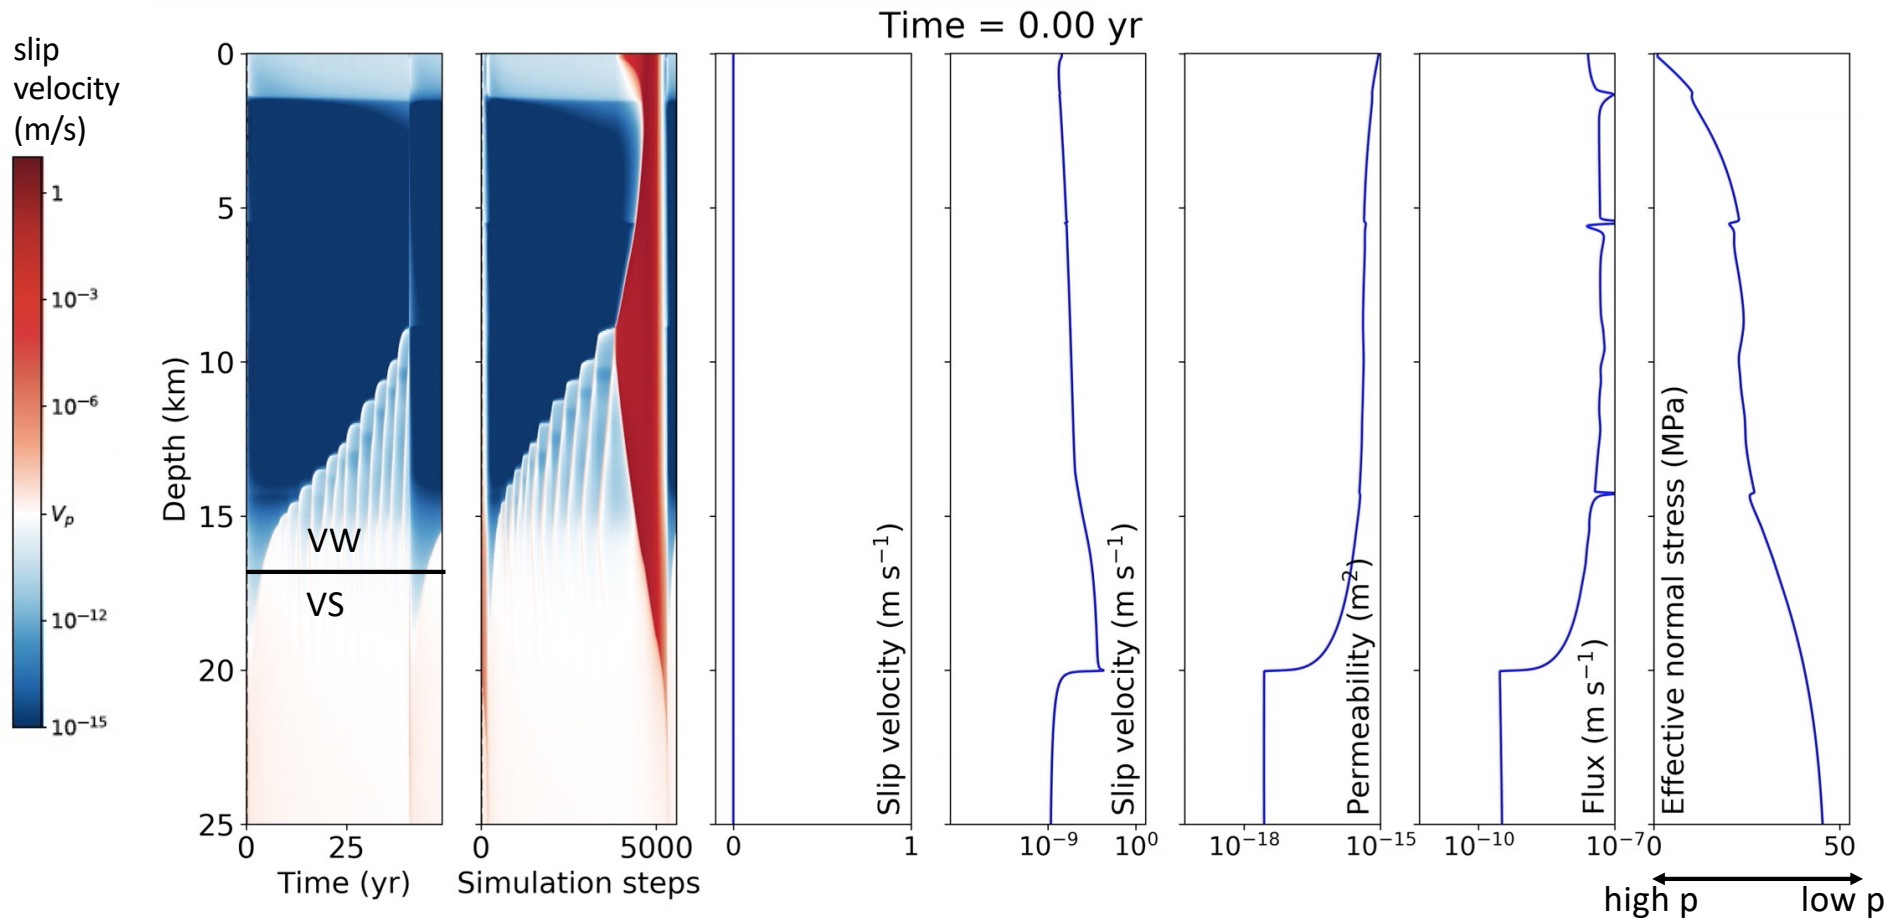 Time = 0.00 yr
slip
velocity
(m/s)
1
10⁻³
10⁻⁶
Vₚ
10⁻¹²
10⁻¹⁵
Depth (km)
0
5
10
15
20
25
VW
VS
0 25
Time (yr)
0 5000
Simulation steps
Slip velocity (m s⁻¹)
0 1
Slip velocity (m s⁻¹)
10⁻⁹ 10⁰
Permeability (m²)
10⁻¹⁸ 10⁻¹⁵
Flux (m s⁻¹)
10⁻¹⁰ 10⁻⁷
Effective normal stress (MPa)
0 50
high p low p